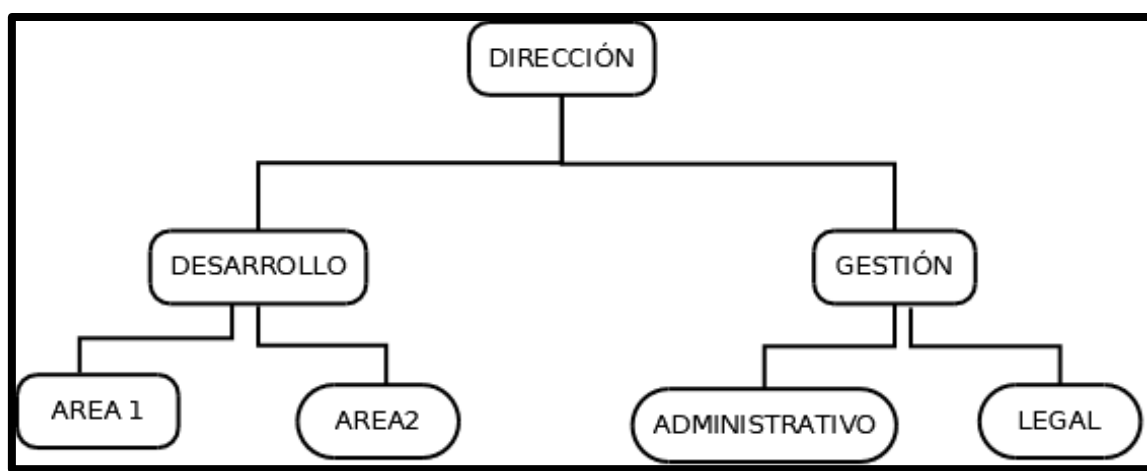 DIRECCIÓN
DESARROLLO
GESTIÓN
AREA 1
AREA2
ADMINISTRATIVO
LEGAL